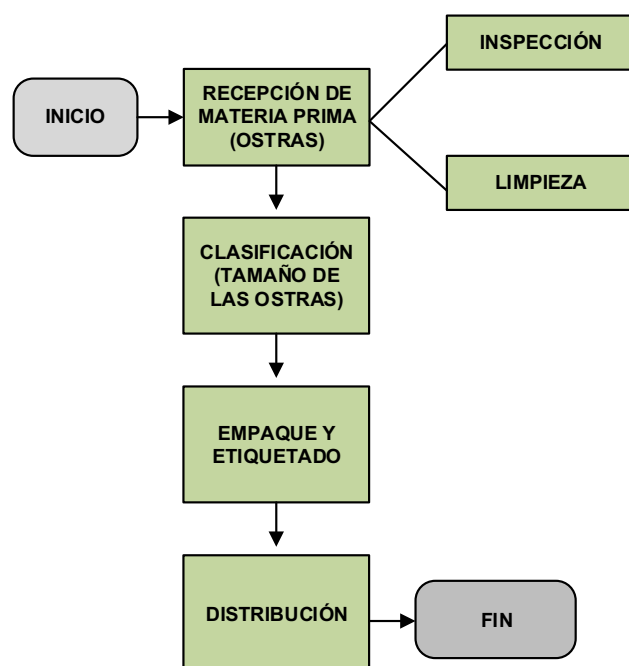 INICIO
RECEPCIÓN DE
MATERIA PRIMA
(OSTRAS)
INSPECCIÓN
LIMPIEZA
CLASIFICACIÓN
(TAMAÑO DE
LAS OSTRAS)
EMPAQUE Y
ETIQUETADO
DISTRIBUCIÓN
FIN